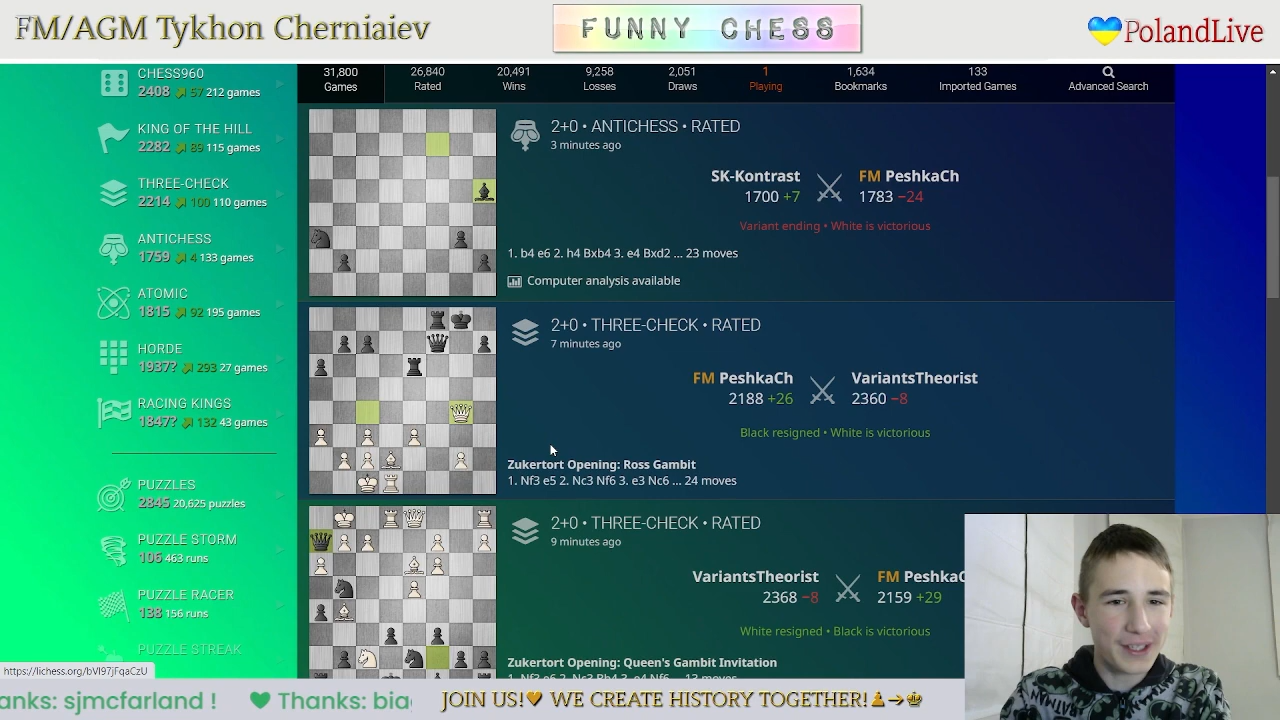 FM/AGM Tykhon Cherniaiev
FUNNY CHESS
PolandLive
CHESS960
2408 57 212 games
KING OF THE HILL
2282 89 115 games
THREE-CHECK
2214 100 110 games
ANTICHESS
1759 4 133 games
ATOMIC
1815 92 195 games
HORDE
1937? 293 27 games
RACING KINGS
1847? 132 43 games
PUZZLES
2845 20,625 puzzles
PUZZLE STORM
106 463 runs
PUZZLE RACER
138 156 runs
PUZZLE STREAK
31,800 Games
26,840 Rated
20,491 Wins
9,258 Losses
2,051 Draws
1 Playing
1,634 Bookmarks
133 Imported Games
Advanced Search
2+0 • ANTICHESS • RATED
3 minutes ago
SK-Kontrast FM PeshkaCh
1700 +7 1783 −24
Variant ending • White is victorious
1. b4 e6 2. h4 Bxb4 3. e4 Bxd2 ... 23 moves
Computer analysis available
2+0 • THREE-CHECK • RATED
7 minutes ago
FM PeshkaCh VariantsTheorist
2188 +26 2360 −8
Black resigned • White is victorious
Zukertort Opening: Ross Gambit
1. Nf3 e5 2. Nc3 Nf6 3. e3 Nc6 ... 24 moves
2+0 • THREE-CHECK • RATED
9 minutes ago
VariantsTheorist FM PeshkaC
2368 −8 2159 +29
White resigned • Black is victorious
Zukertort Opening: Queen's Gambit Invitation
https://lichess.org/bVl97jFqaCzU
anks: sjmcfarland ! Thanks: bia
JOIN US! WE CREATE HISTORY TOGETHER!